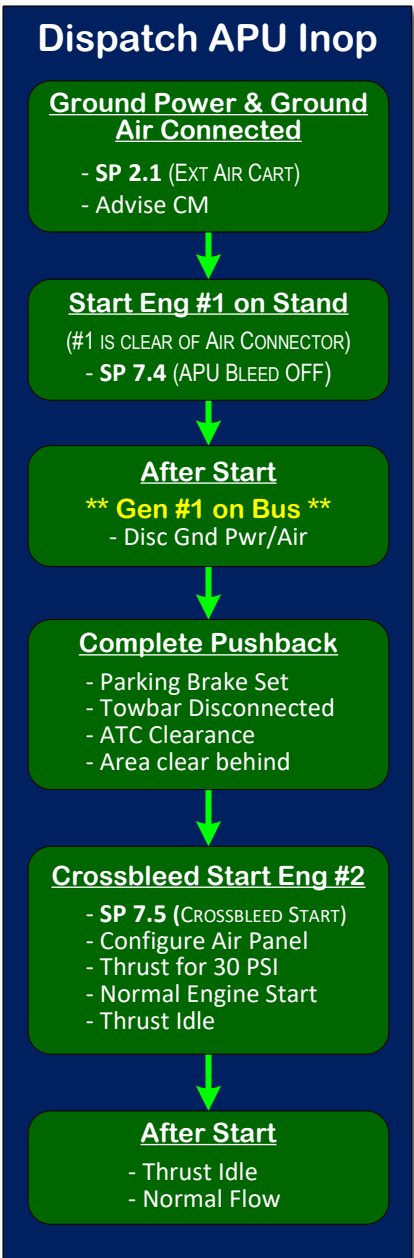 Dispatch APU Inop
Ground Power & Ground
Air Connected
- SP 2.1 (Ext Air Cart)
- Advise CM
Start Eng #1 on Stand
(#1 is clear of Air Connector)
- SP 7.4 (APU Bleed OFF)
After Start
** Gen #1 on Bus **
- Disc Gnd Pwr/Air
Complete Pushback
- Parking Brake Set
- Towbar Disconnected
- ATC Clearance
- Area clear behind
Crossbleed Start Eng #2
- SP 7.5 (Crossbleed Start)
- Configure Air Panel
- Thrust for 30 PSI
- Normal Engine Start
- Thrust Idle
After Start
- Thrust Idle
- Normal Flow